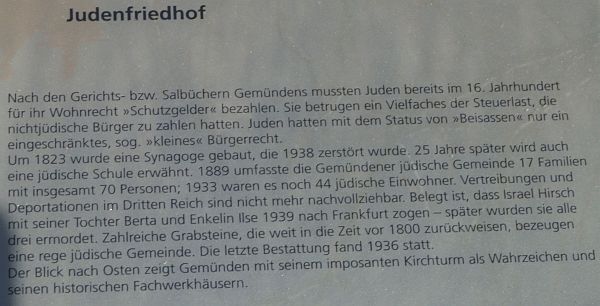 Judenfriedhof
Nach den Gerichts- bzw. Salbüchern Gemündens mussten Juden bereits im 16. Jahrhundert
für ihr Wohnrecht »Schutzgelder« bezahlen. Sie betrugen ein Vielfaches der Steuerlast, die
nichtjüdische Bürger zu zahlen hatten. Juden hatten mit dem Status von »Beisassen« nur ein
eingeschränktes, sog. »kleines« Bürgerrecht.
Um 1823 wurde eine Synagoge gebaut, die 1938 zerstört wurde. 25 Jahre später wird auch
eine jüdische Schule erwähnt. 1889 umfasste die Gemündener jüdische Gemeinde 17 Familien
mit insgesamt 70 Personen; 1933 waren es noch 44 jüdische Einwohner. Vertreibungen und
Deportationen im Dritten Reich sind nicht mehr nachvollziehbar. Belegt ist, dass Israel Hirsch
mit seiner Tochter Berta und Enkelin Ilse 1939 nach Frankfurt zogen – später wurden sie alle
drei ermordet. Zahlreiche Grabsteine, die weit in die Zeit vor 1800 zurückweisen, bezeugen
eine rege jüdische Gemeinde. Die letzte Bestattung fand 1936 statt.
Der Blick nach Osten zeigt Gemünden mit seinem imposanten Kirchturm als Wahrzeichen und
seinen historischen Fachwerkhäusern.